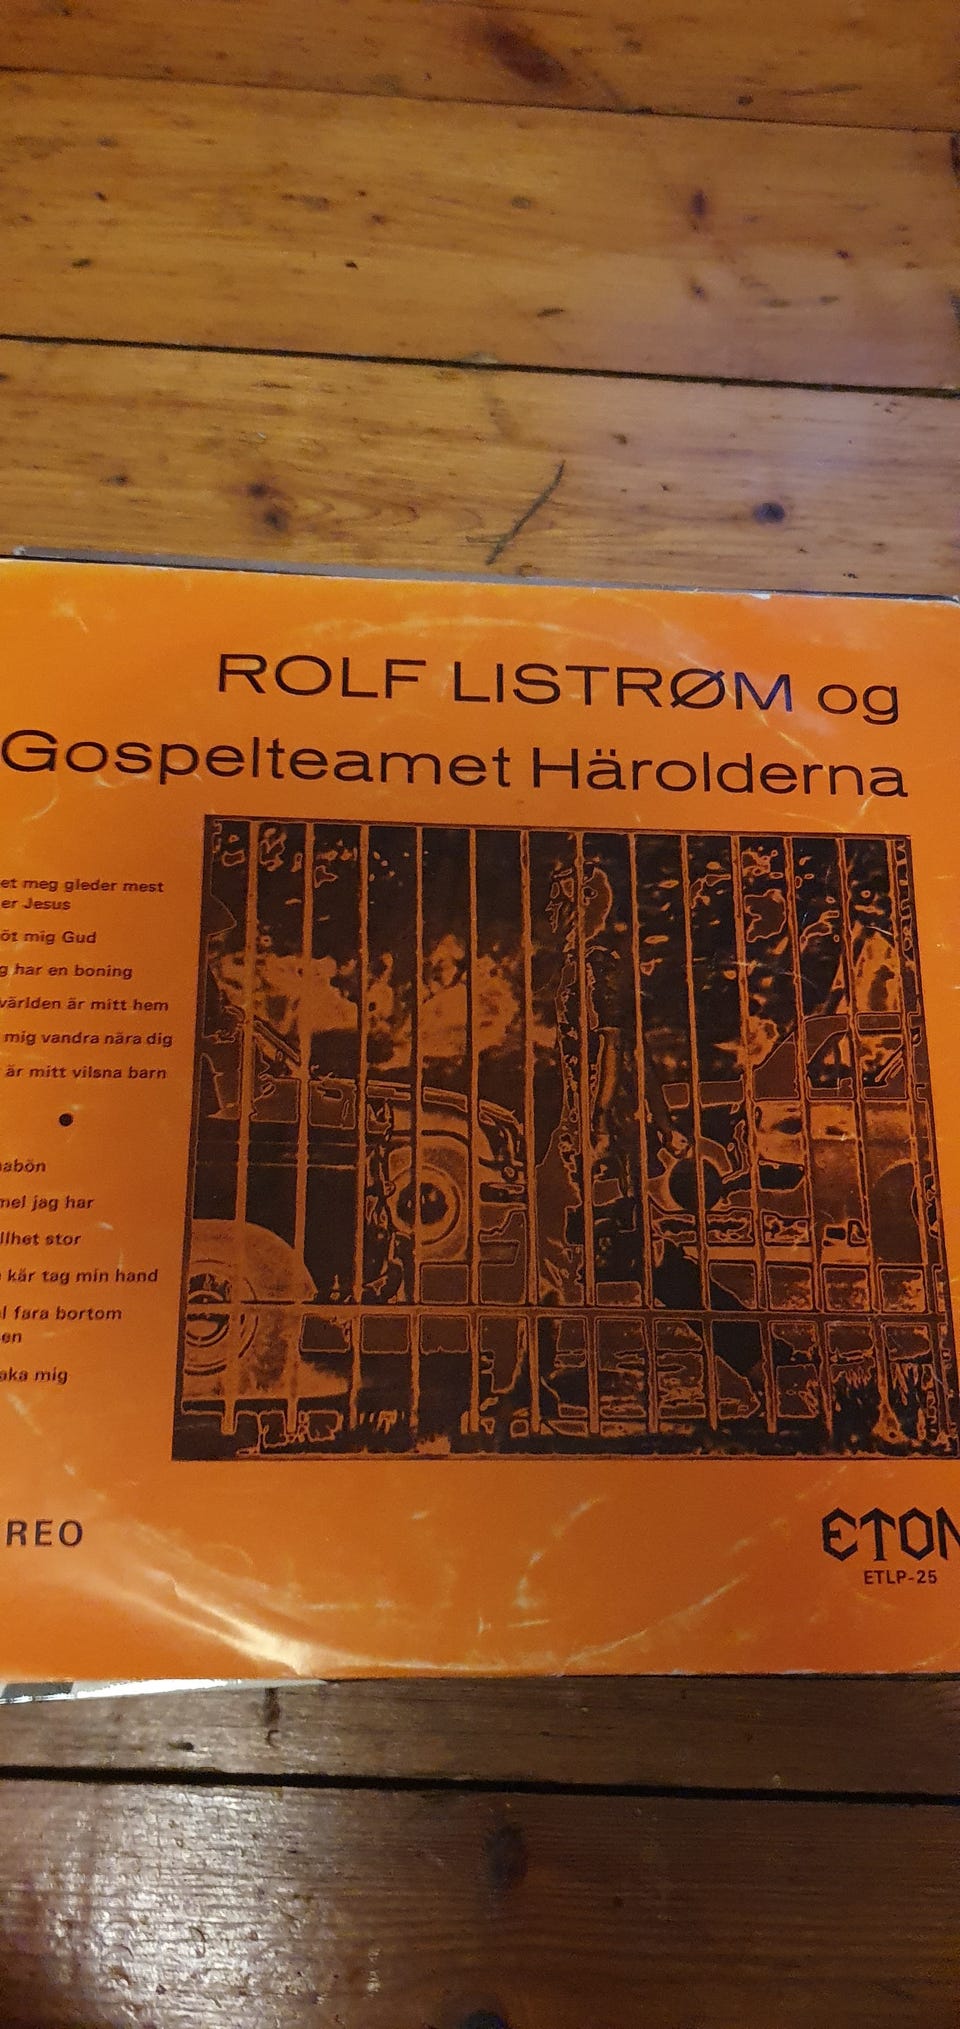 ROLF LISTRØM og
Gospelteamet Härolderna
et meg gleder mest
er Jesus
öt mig Gud
g har en boning
världen är mitt hem
mig vandra nära dig
är mitt vilsna barn
abön
mel jag har
llhet stor
kär tag min hand
l fara bortom
en
aka mig
REO
ETON
ETLP-25